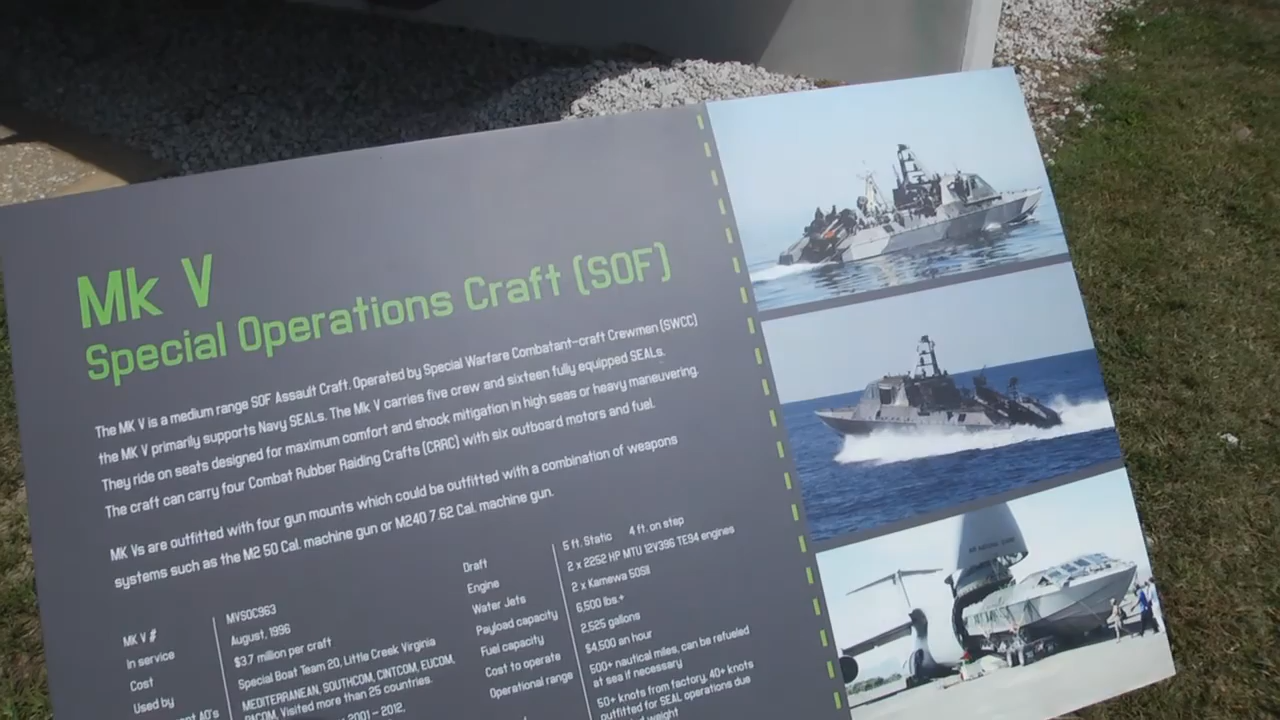 Mk V
Special Operations Craft (SOF)
The MK V is a medium range SOF Assault Craft. Operated by Special Warfare Combatant-craft Crewmen (SWCC)
the MK V primarily supports Navy SEALs. The Mk V carries five crew and sixteen fully equipped SEALs.
They ride on seats designed for maximum comfort and shock mitigation in high seas or heavy maneuvering.
The craft can carry four Combat Rubber Raiding Crafts (CRRC) with six outboard motors and fuel.
MK Vs are outfitted with four gun mounts which could be outfitted with a combination of weapons
systems such as the M2 50 Cal. machine gun or M240 7.62 Cal. machine gun.
MK V # MVSOC963
In service August, 1996
Cost $3.7 million per craft
Used by Special Boat Team 20, Little Creek Virginia
MEDITERRANEAN, SOUTHCOM, CINTCOM, EUCOM,
PACOM, Visited more than 25 countries.
2001 - 2012,
Draft 5 ft. Static 4 ft. on step
Engine 2 x 2252 HP MTU 12V396 TE94 engines
Water Jets 2 x Kamewa 50SII
Payload capacity 6,500 lbs.+
Fuel capacity 2,525 gallons
Cost to operate $4,500 an hour
Operational range 500+ nautical miles, can be refueled
at sea if necessary
50+ knots from factory, 40+ knots
outfitted for SEAL operations due
weight